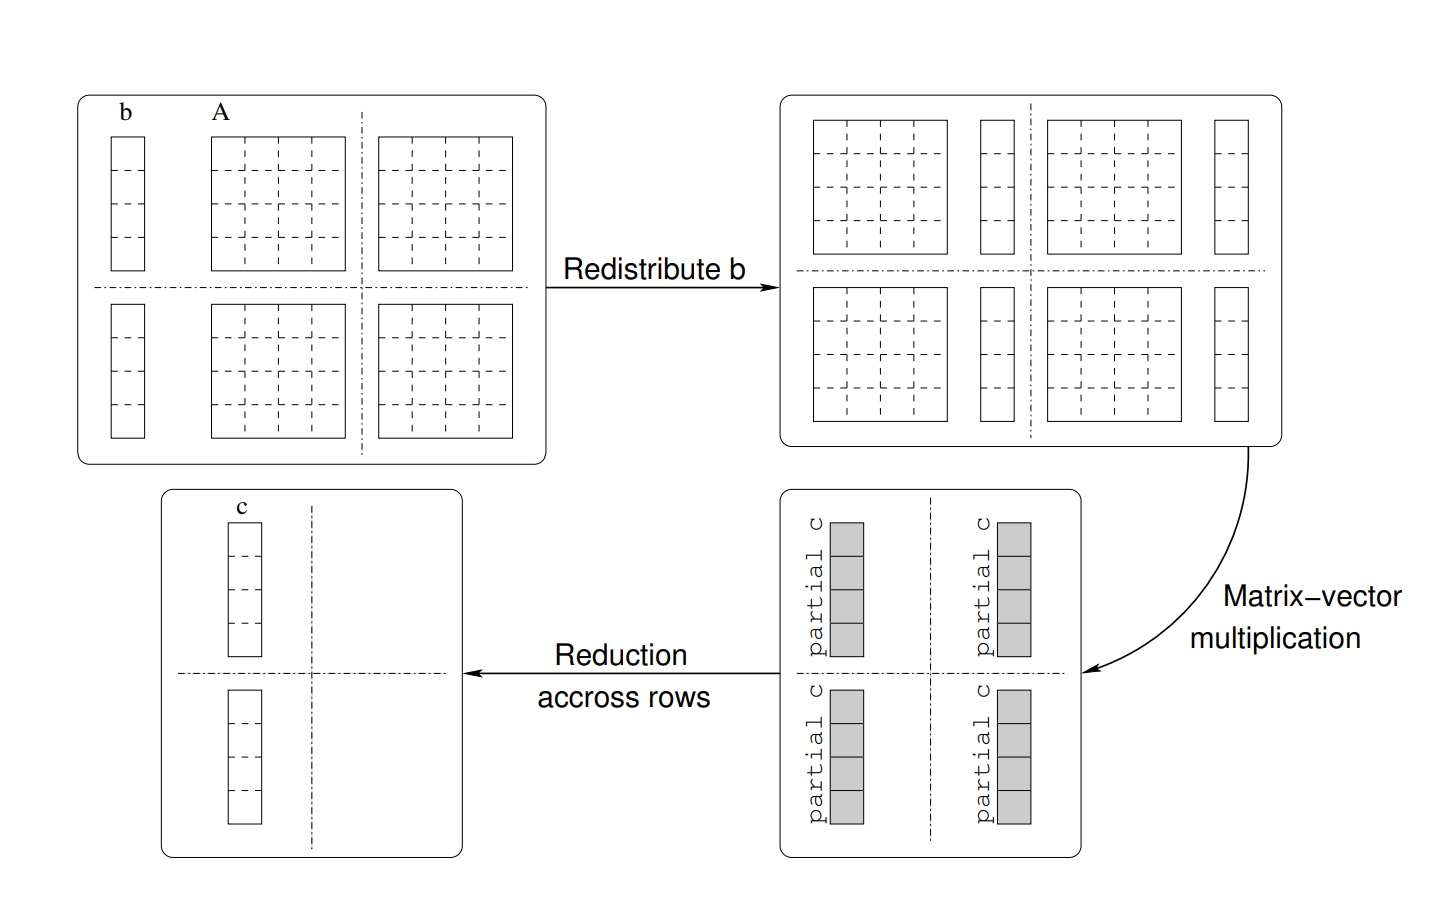 b
A
Redistribute b
c
partial c
partial c
Matrix−vector
multiplication
Reduction
accross rows
partial c
partial c